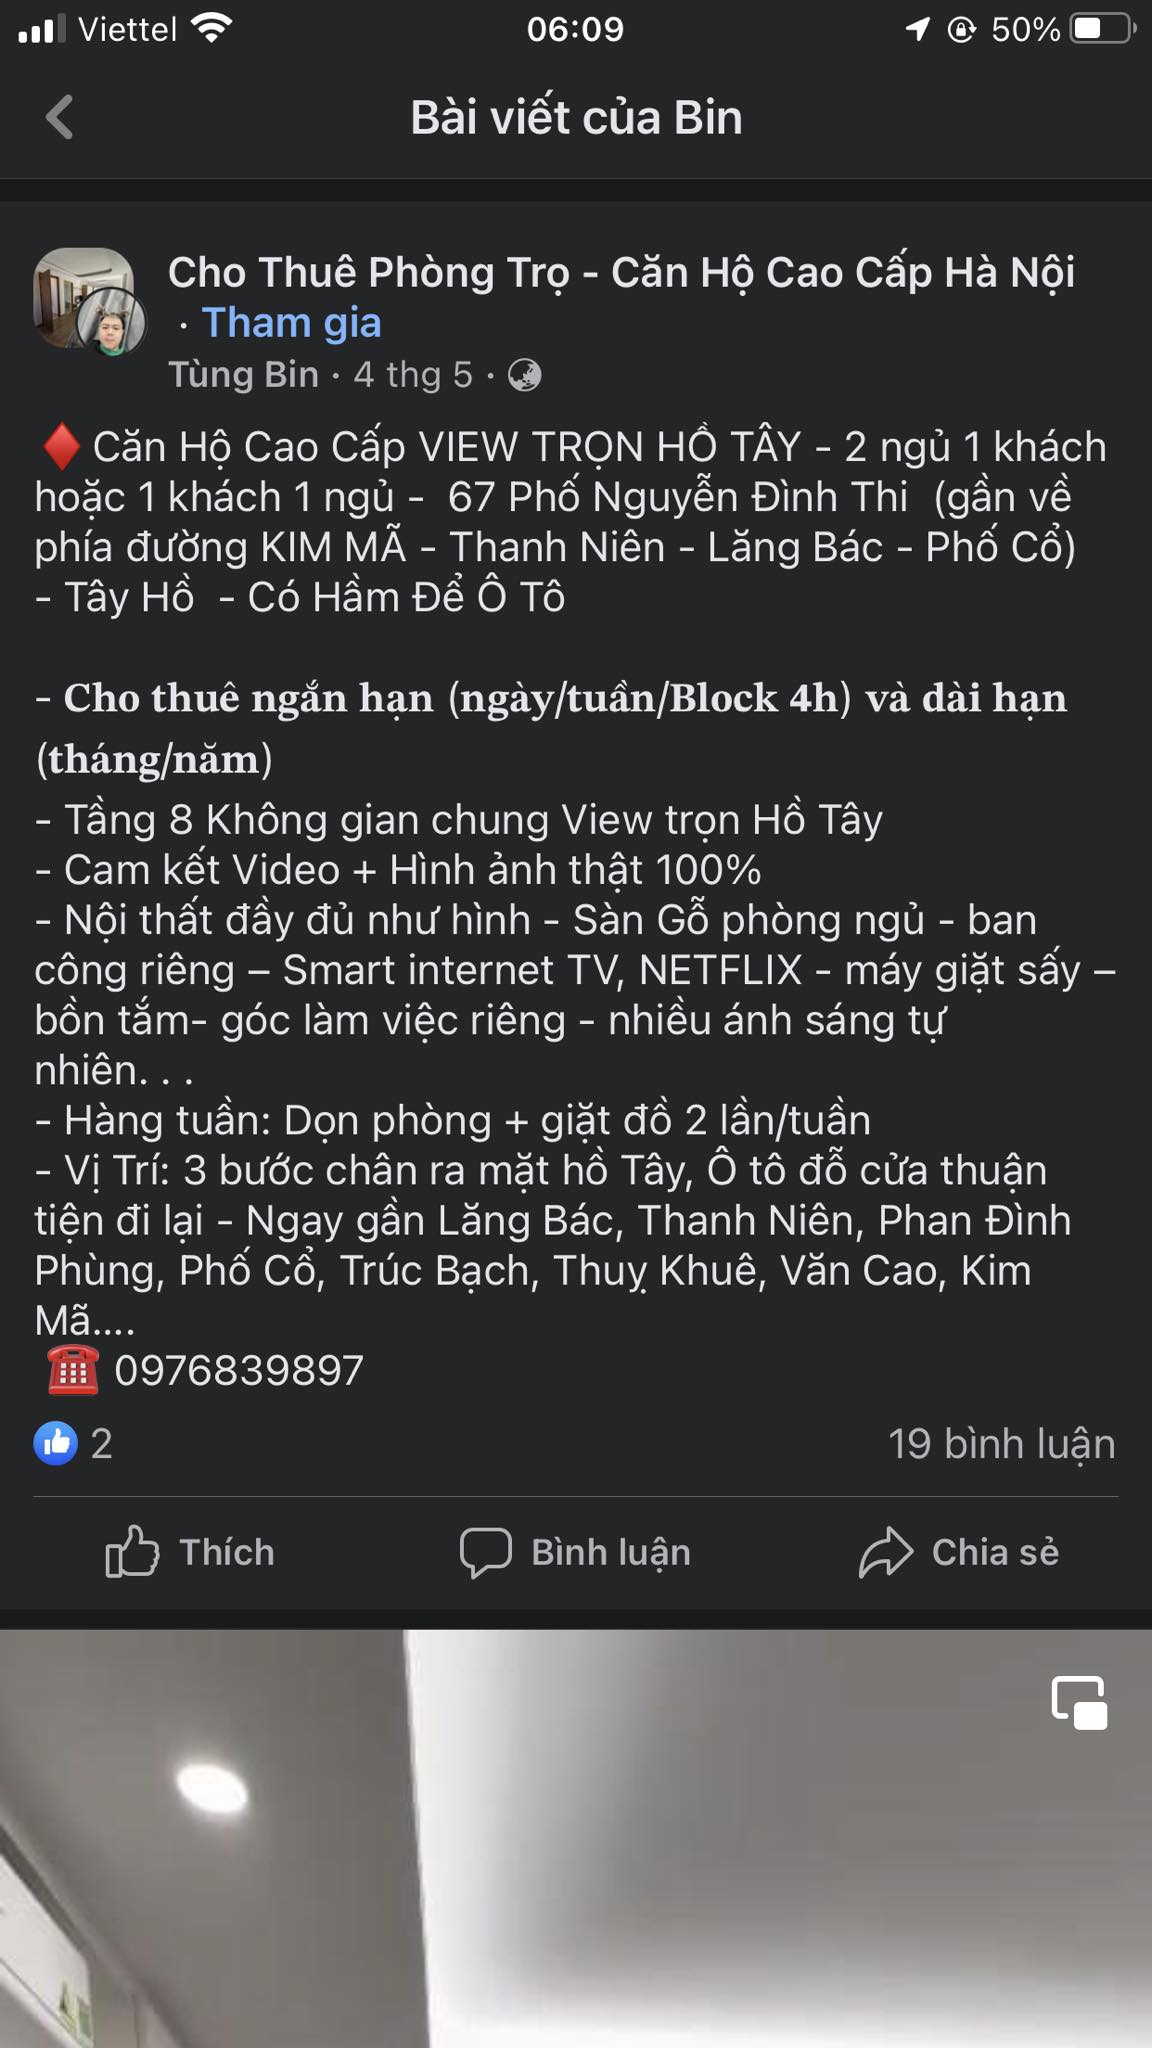 Viettel 06:09 50%
Bài viết của Bin
Cho Thuê Phòng Trọ - Căn Hộ Cao Cấp Hà Nội
· Tham gia
Tùng Bin · 4 thg 5 ·
♦️ Căn Hộ Cao Cấp VIEW TRỌN HỒ TÂY - 2 ngủ 1 khách
hoặc 1 khách 1 ngủ - 67 Phố Nguyễn Đình Thi (gần về
phía đường KIM MÃ - Thanh Niên - Lăng Bác - Phố Cổ)
- Tây Hồ - Có Hầm Để Ô Tô
- Cho thuê ngắn hạn (ngày/tuần/Block 4h) và dài hạn
(tháng/năm)
- Tầng 8 Không gian chung View trọn Hồ Tây
- Cam kết Video + Hình ảnh thật 100%
- Nội thất đầy đủ như hình - Sàn Gỗ phòng ngủ - ban
công riêng – Smart internet TV, NETFLIX - máy giặt sấy –
bồn tắm- góc làm việc riêng - nhiều ánh sáng tự
nhiên. . .
- Hàng tuần: Dọn phòng + giặt đồ 2 lần/tuần
- Vị Trí: 3 bước chân ra mặt hồ Tây, Ô tô đỗ cửa thuận
tiện đi lại - Ngay gần Lăng Bác, Thanh Niên, Phan Đình
Phùng, Phố Cổ, Trúc Bạch, Thuỵ Khuê, Văn Cao, Kim
Mã....
☎️ 0976839897
2 19 bình luận
Thích Bình luận Chia sẻ